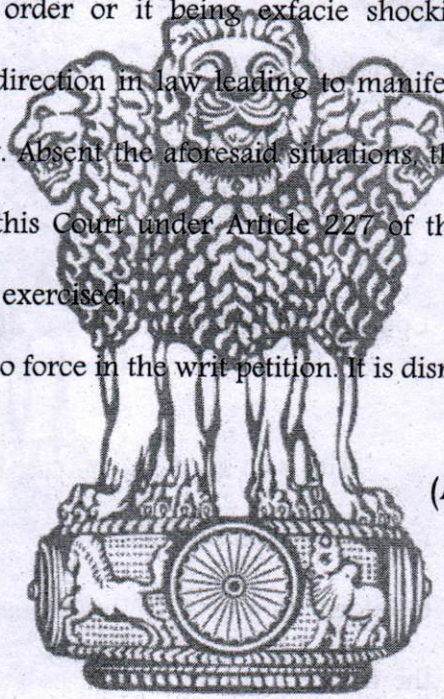 order or it being exfacie shocki
direction in law leading to manife
. Absent the aforesaid situations, th
this Court under Article 227 of th
exercised.
o force in the writ petition. It is disn
(A